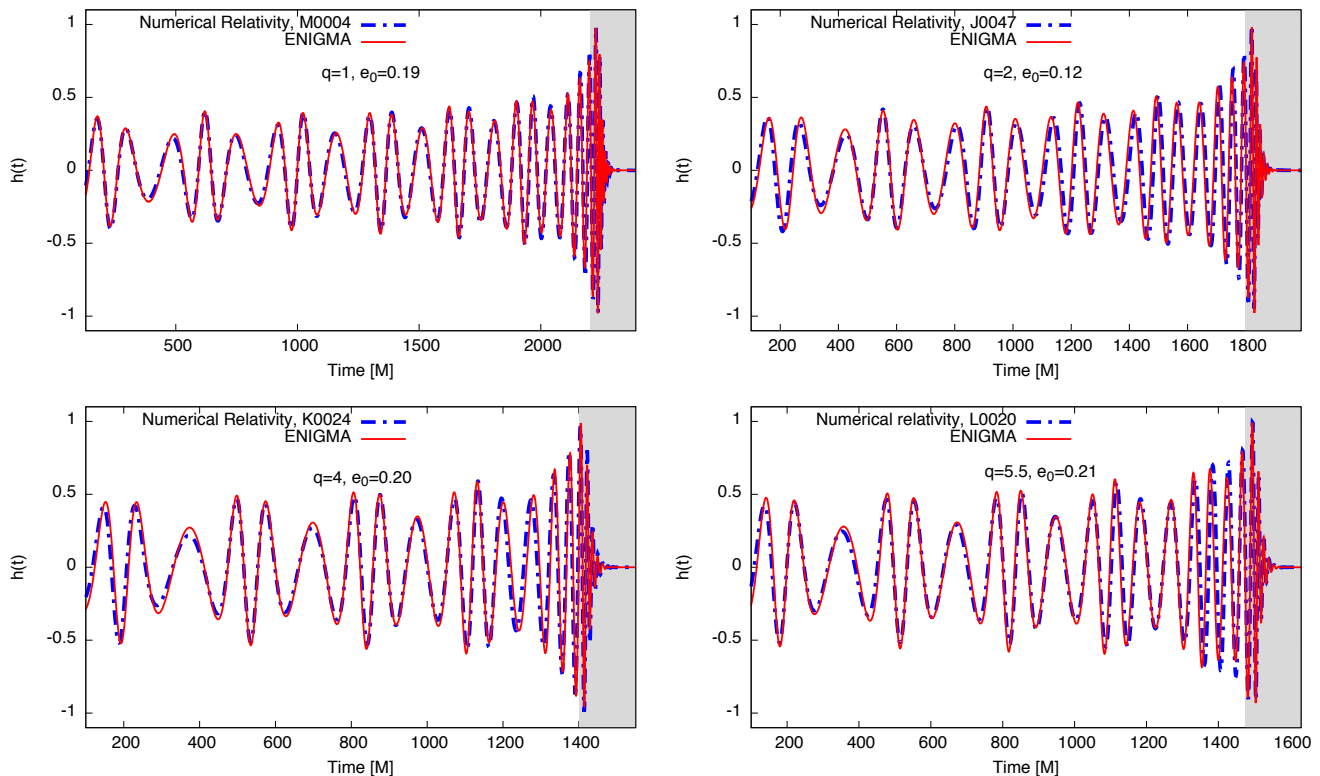 Numerical Relativity, M0004
ENIGMA
q=1, e0=0.19
h(t)
1
0.5
0
-0.5
-1
500
1000
1500
2000
Time [M]
Numerical Relativity, J0047
ENIGMA
q=2, e0=0.12
h(t)
1
0.5
0
-0.5
-1
200
400
600
800
1000
1200
1400
1600
1800
Time [M]
Numerical Relativity, K0024
ENIGMA
q=4, e0=0.20
h(t)
1
0.5
0
-0.5
-1
200
400
600
800
1000
1200
1400
Time [M]
Numerical relativity, L0020
ENIGMA
q=5.5, e0=0.21
h(t)
1
0.5
0
-0.5
-1
200
400
600
800
1000
1200
1400
1600
Time [M]